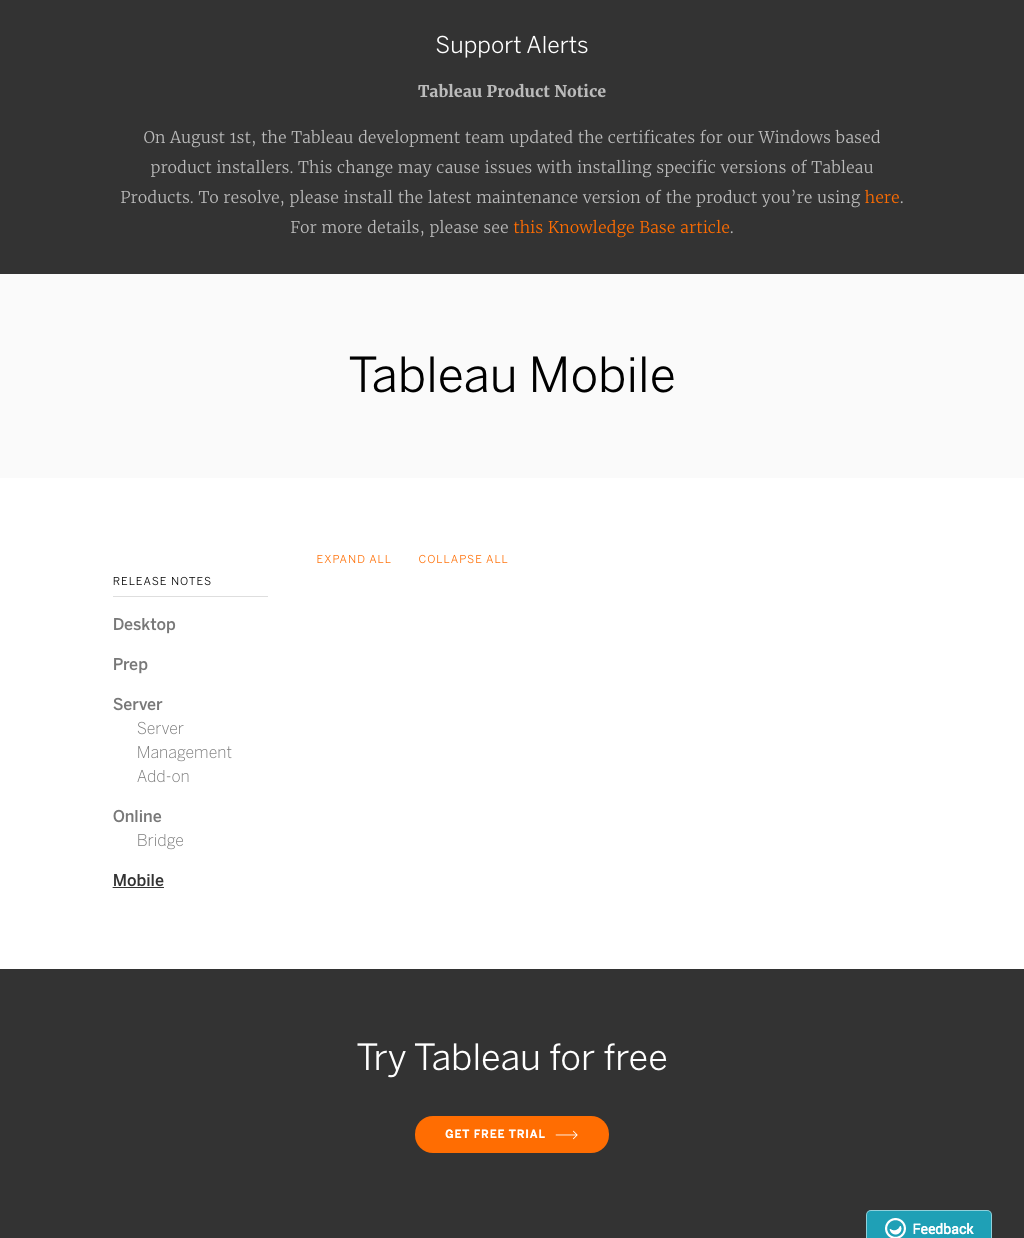 Support Alerts
Tableau Product Notice
On August 1st, the Tableau development team updated the certificates for our Windows based
product installers. This change may cause issues with installing specific versions of Tableau
Products. To resolve, please install the latest maintenance version of the product you’re using here.
For more details, please see this Knowledge Base article.
Tableau Mobile
EXPAND ALL COLLAPSE ALL
RELEASE NOTES
Desktop
Prep
Server
Server
Management
Add-on
Online
Bridge
Mobile
Try Tableau for free
GET FREE TRIAL
Feedback